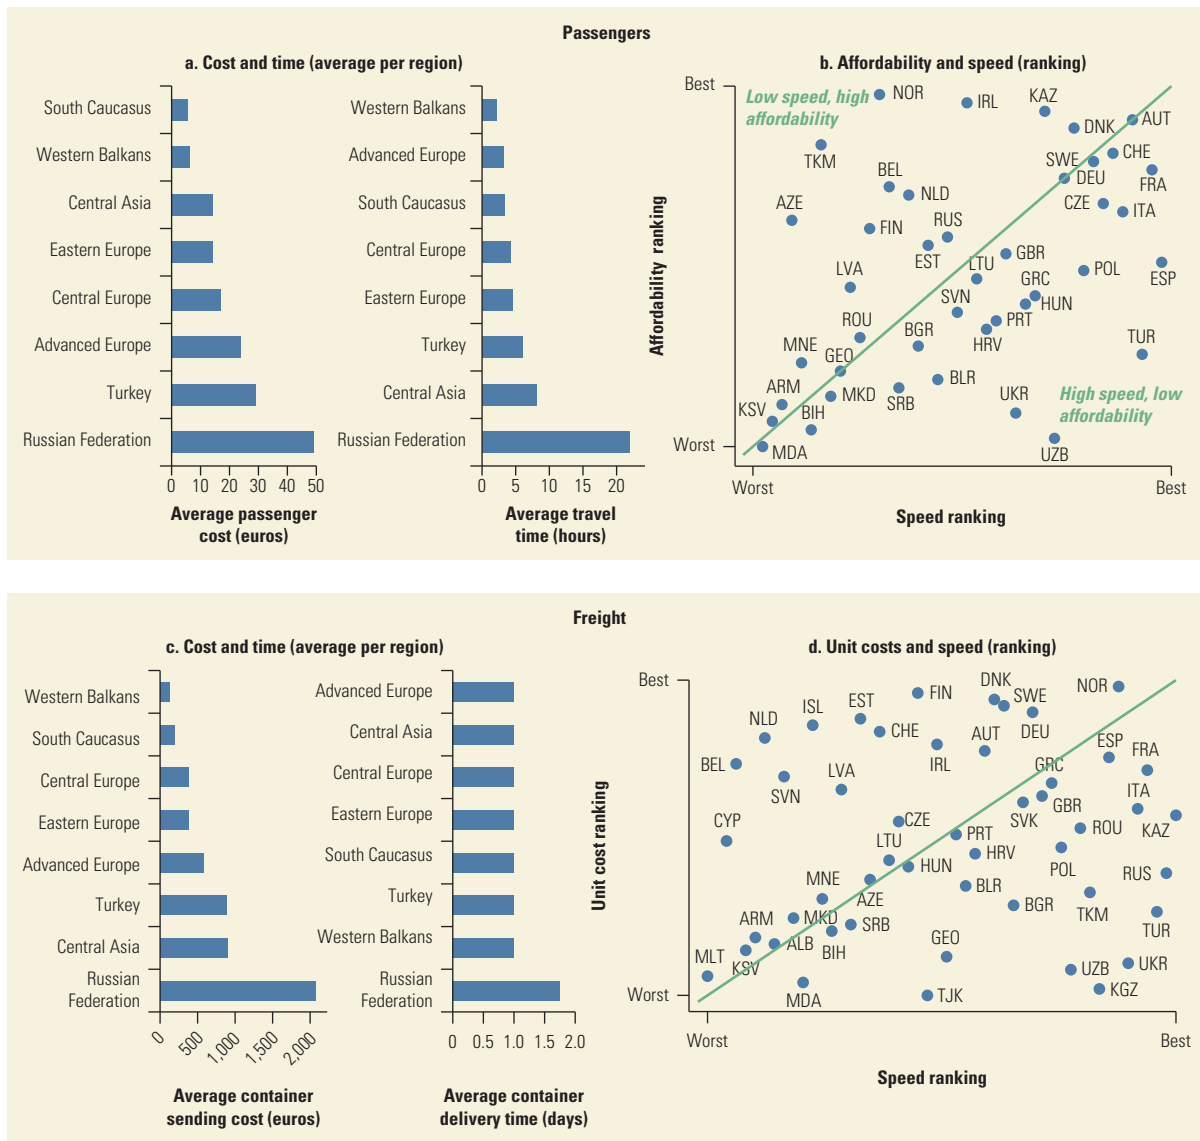 Passengers
a. Cost and time (average per region)
South Caucasus
Western Balkans
Central Asia
Eastern Europe
Central Europe
Advanced Europe
Turkey
Russian Federation
0 10 20 30 40 50
Average passenger
cost (euros)
Western Balkans
Advanced Europe
South Caucasus
Central Europe
Eastern Europe
Turkey
Central Asia
Russian Federation
0 5 10 15 20
Average travel
time (hours)
b. Affordability and speed (ranking)
Affordability ranking
Best
Worst
Low speed, high
affordability
NOR
IRL
KAZ
DNK
AUT
TKM
SWE
CHE
BEL
DEU
FRA
NLD
AZE
CZE
ITA
FIN
RUS
EST
GBR
LTU
POL
ESP
LVA
GRC
HUN
SVN
PRT
ROU
BGR
HRV
TUR
MNE
GEO
BLR
ARM
MKD
SRB
UKR
High speed, low
affordability
KSV
BIH
MDA
UZB
Worst
Best
Speed ranking
Freight
c. Cost and time (average per region)
Western Balkans
South Caucasus
Central Europe
Eastern Europe
Advanced Europe
Turkey
Central Asia
Russian
Federation
0 500 1,000 1,500 2,000
Average container
sending cost (euros)
Advanced Europe
Central Asia
Central Europe
Eastern Europe
South Caucasus
Turkey
Western Balkans
Russian
Federation
0 0.5 1.0 1.5 2.0
Average container
delivery time (days)
d. Unit costs and speed (ranking)
Unit cost ranking
Best
Worst
DNK
NOR
FIN
SWE
ISL
EST
NLD
CHE
AUT
DEU
ESP
FRA
BEL
IRL
GRC
SVN
LVA
ITA
GBR
CYP
CZE
SVK
ROU
KAZ
LTU
PRT
HRV
HUN
POL
RUS
MNE
AZE
BLR
BGR
TKM
ARM
MKD
SRB
TUR
ALB
BIH
GEO
MLT
KSV
UZB
UKR
MDA
TJK
KGZ
Worst
Best
Speed ranking